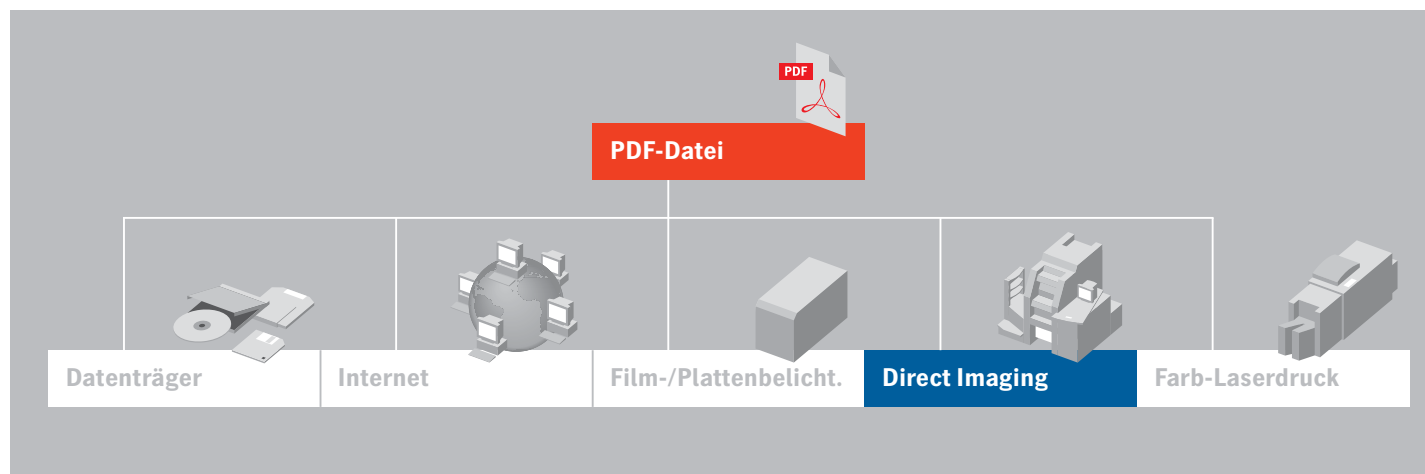 PDF
PDF-Datei
Datenträger
Internet
Film-/Plattenbelicht.
Direct Imaging
Farb-Laserdruck